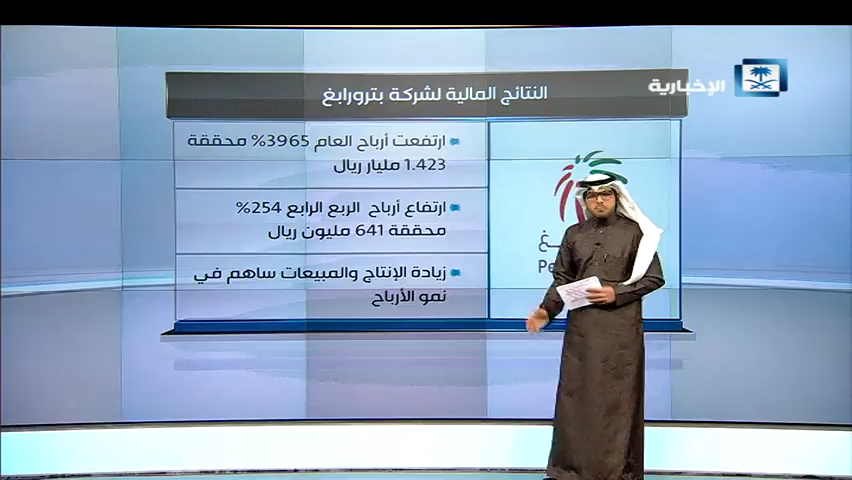 الإخبارية
النتائج المالية لشركة بترورابغ
ارتفعت أرباح العام 3965% محققة
1.423 مليار ريال
ارتفاع أرباح الربع الرابع 254%
محققة 641 مليون ريال
زيادة الإنتاج والمبيعات ساهم في
نمو الأرباح